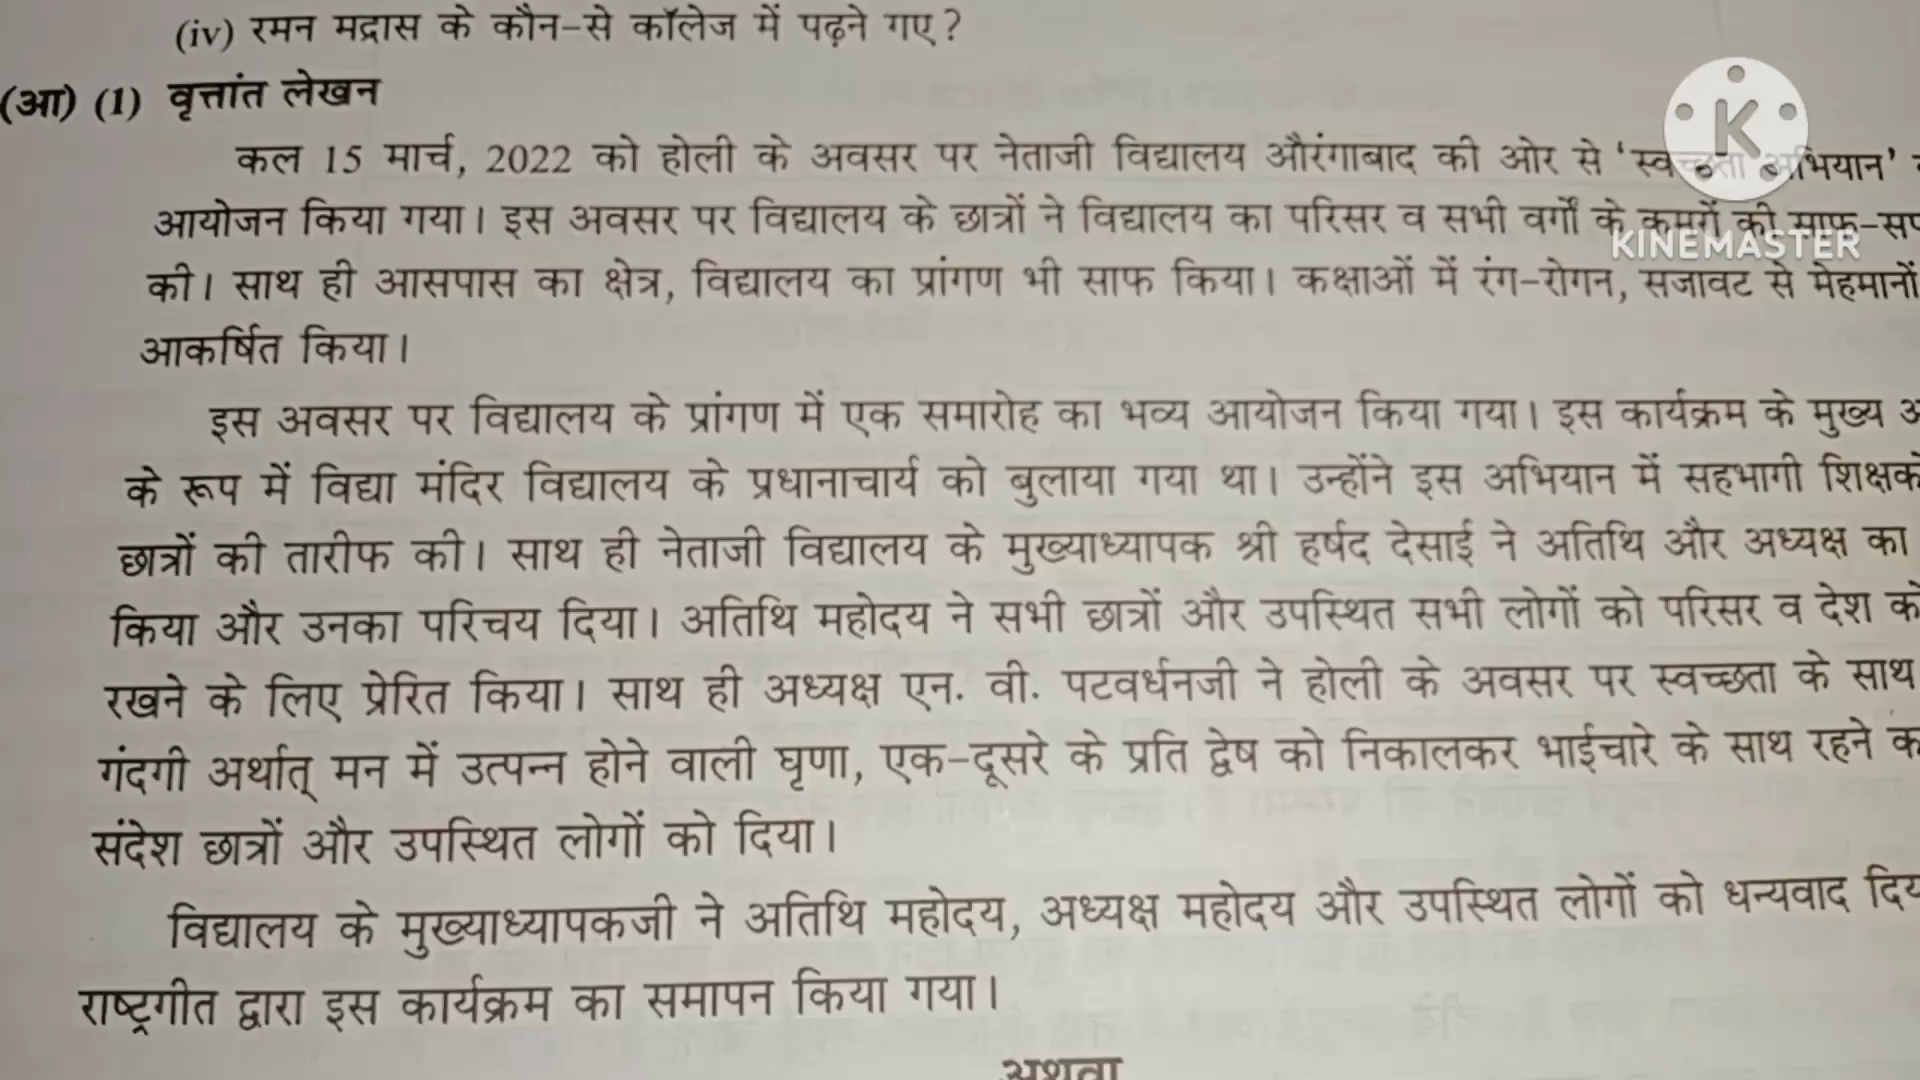 (iv) रमन मद्रास के कौन-से कॉलेज में पढ़ने गए?
(आ) (1) वृत्तांत लेखन
कल 15 मार्च, 2022 को होली के अवसर पर नेताजी विद्यालय औरंगाबाद की ओर से 'स्वच्छता अभियान'
आयोजन किया गया। इस अवसर पर विद्यालय के छात्रों ने विद्यालय का परिसर व सभी वर्गों के कमरों की साफ-
KINEMASTER
की। साथ ही आसपास का क्षेत्र, विद्यालय का प्रांगण भी साफ किया। कक्षाओं में रंग-रोगन, सजावट से मेहमानों
आकर्षित किया।
इस अवसर पर विद्यालय के प्रांगण में एक समारोह का भव्य आयोजन किया गया। इस कार्यक्रम के मुख्य
के रूप में विद्या मंदिर विद्यालय के प्रधानाचार्य को बुलाया गया था। उन्होंने इस अभियान में सहभागी
छात्रों की तारीफ की। साथ ही नेताजी विद्यालय के मुख्याध्यापक श्री हर्षद देसाई ने अतिथि और अध्यक्ष का
किया और उनका परिचय दिया। अतिथि महोदय ने सभी छात्रों और उपस्थित सभी लोगों को परिसर व देश को
रखने के लिए प्रेरित किया। साथ ही अध्यक्ष एन. वी. पटवर्धनजी ने होली के अवसर पर स्वच्छता के साथ
गंदगी अर्थात् मन में उत्पन्न होने वाली घृणा, एक-दूसरे के प्रति द्वेष को निकालकर भाईचारे के साथ रहने
संदेश छात्रों और उपस्थित लोगों को दिया।
विद्यालय के मुख्याध्यापकजी ने अतिथि महोदय, अध्यक्ष महोदय और उपस्थित लोगों को धन्यवाद
राष्ट्रगीत द्वारा इस कार्यक्रम का समापन किया गया।
अथवा